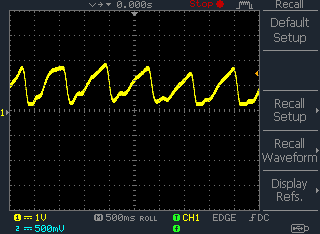 0.000s Stop Recall
Default
Setup
Recall
Setup
Recall
Waveform
Display
Refs.
1
1 1V M 500ms ROLL T CH1 EDGE DC
2 500mV f